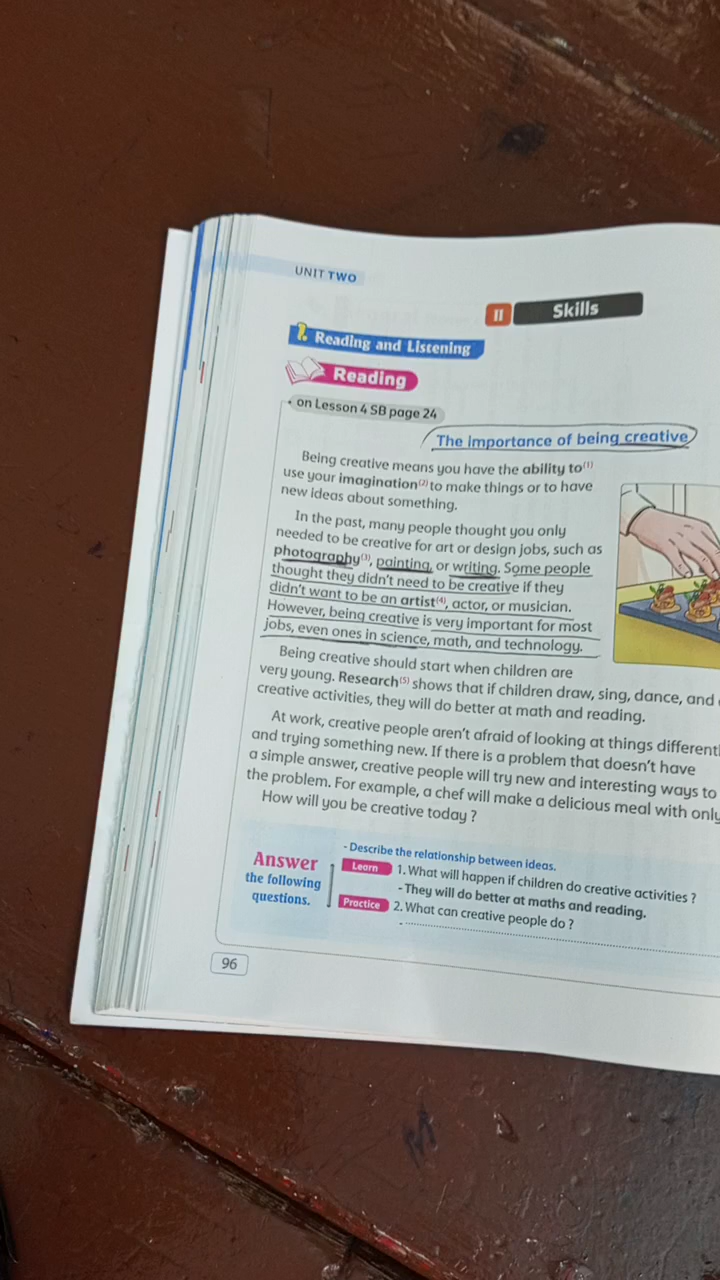 UNIT TWO
II Skills
1. Reading and Listening
Reading
• on Lesson 4 SB page 24
The importance of being creative
Being creative means you have the ability to(1)
use your imagination(2) to make things or to have
new ideas about something.
In the past, many people thought you only
needed to be creative for art or design jobs, such as
photography(3), painting, or writing. Some people
thought they didn't need to be creative if they
didn't want to be an artist(4), actor, or musician.
However, being creative is very important for most
jobs, even ones in science, math, and technology.
Being creative should start when children are
very young. Research(5) shows that if children draw, sing, dance, and
creative activities, they will do better at math and reading.
At work, creative people aren't afraid of looking at things
and trying something new. If there is a problem that doesn't have
a simple answer, creative people will try new and interesting ways to
the problem. For example, a chef will make a delicious meal with
How will you be creative today ?
- Describe the relationship between ideas.
Answer
the following
questions.
Learn 1. What will happen if children do creative activities ?
- They will do better at maths and reading.
Practice 2. What can creative people do ?
-
96